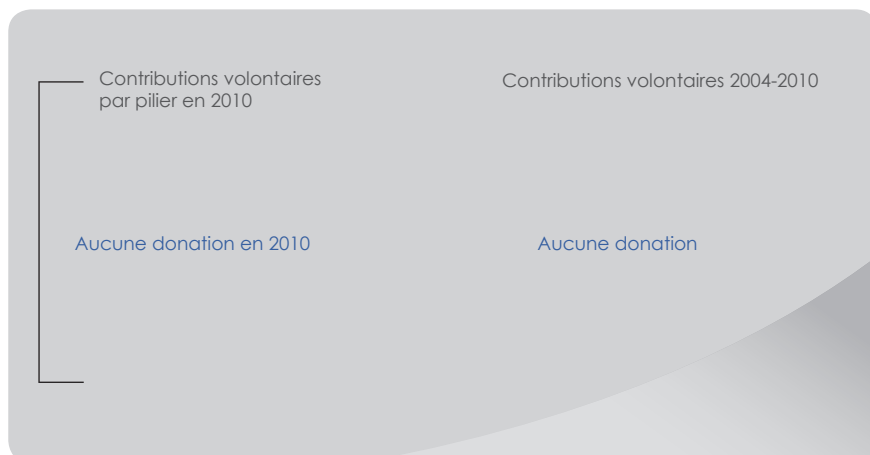 Contributions volontaires
par pilier en 2010
Contributions volontaires 2004-2010
Aucune donation en 2010
Aucune donation